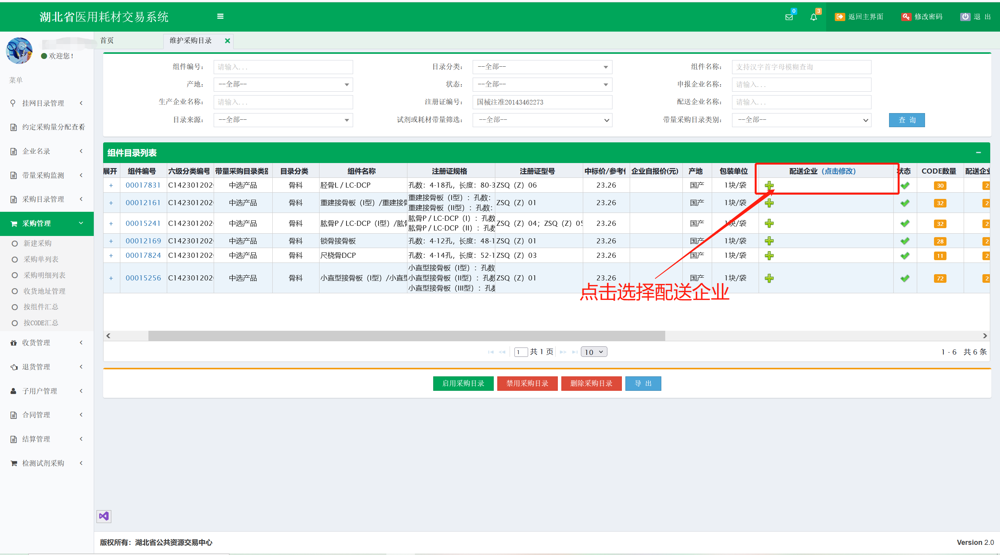 湖北省医用耗材交易系统
0
3
返回主界面
修改密码
退 出
欢迎您!
菜单
挂网目录管理
约定采购量分配查看
企业名录
带量采购监测
采购目录管理
采购管理
新建采购
采购单列表
采购明细列表
收货地址管理
按组件汇总
按CODE汇总
收货管理
退货管理
子用户管理
合同管理
结算管理
检测试剂采购
首页
维护采购目录
组件编号: 请输入...
目录分类: --全部--
组件名称: 支持汉字首字母模糊查询
产地: --全部--
状态: --全部--
申报企业名称: 请输入...
生产企业名称: 请输入...
注册证编号: 国械注准20143462273
配送企业名称: 请输入...
目录来源: --全部--
试剂或耗材带量筛选: --全部--
带量采购目录类别: --全部--
查 询
组件目录列表
展开 组件编号 六级分类编号 带量采购目录类别 目录分类 组件名称 注册证规格 注册证型号 中标价/参考价 企业自报价(元) 产地 包装单位 配送企业（点击修改） 状态 CODE数量 配送企业
+ 00017831 C142301202 中选产品 骨科 胫骨L / LC-DCP 孔数：4-18孔，长度：80-3 ZSQ（Z）06 23.26 国产 1块/袋 30 2
+ 00012161 C142301202 中选产品 骨科 重建接骨板（I型）/重建接骨 重建接骨板（I型）：孔数：
重建接骨板（II型）：孔数： ZSQ（Z）01 23.26 国产 1块/袋 32 2
+ 00015241 C142301202 中选产品 骨科 肱骨P / LC-DCP（I型）/肱骨 肱骨P / LC-DCP（I）：孔数
肱骨P / LC-DCP（II）：孔数 ZSQ（Z）04；ZSQ（Z）05 23.26 国产 1块/袋 32 2
+ 00012169 C142301202 中选产品 骨科 锁骨接骨板 孔数：4-12孔，长度：48-1 ZSQ（Z）01 23.26 国产 1块/袋 28 2
+ 00017824 C142301202 中选产品 骨科 尺桡骨DCP 孔数：4-14孔，长度：52-1 ZSQ（Z）03 23.26 国产 1块/袋 11 2
+ 00015256 C142301202 中选产品 骨科 小直型接骨板（I型）/小直型 小直型接骨板（I型）：孔数
小直型接骨板（II型）：孔数
小直型接骨板（III型）：孔数 ZSQ（Z）01 23.26 国产 1块/袋 72 2
点击选择配送企业
1 共 1 页 10
1 - 6 共 6 条
启用采购目录
禁用采购目录
删除采购目录
导 出
版权所有：湖北省公共资源交易中心
Version 2.0